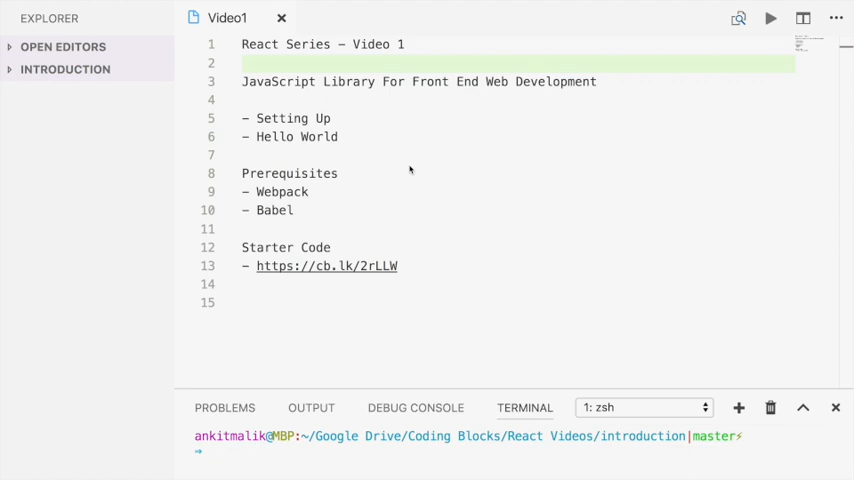 EXPLORER
OPEN EDITORS
INTRODUCTION
Video1
1 React Series - Video 1
2
3 JavaScript Library For Front End Web Development
4
5 - Setting Up
6 - Hello World
7
8 Prerequisites
9 - Webpack
10 - Babel
11
12 Starter Code
13 - https://cb.lk/2rLLW
14
15
PROBLEMS OUTPUT DEBUG CONSOLE TERMINAL 1: zsh
ankitmalik@MBP:~/Google Drive/Coding Blocks/React Videos/introduction|master⚡
⇒